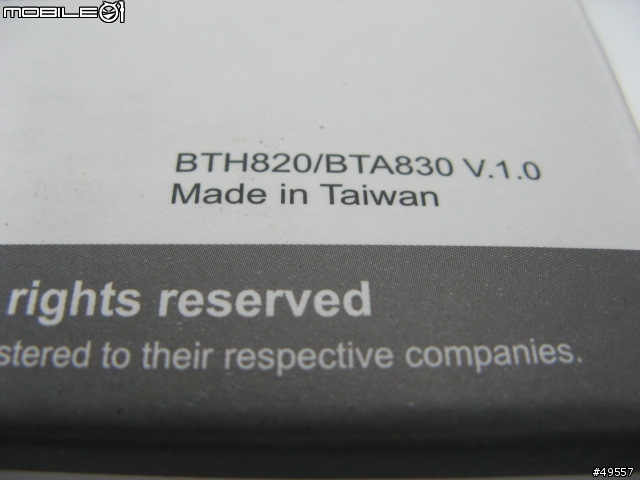 MOBILE01
BTH820/BTA830 V.1.0
Made in Taiwan
rights reserved
stered to their respective companies.
#49557